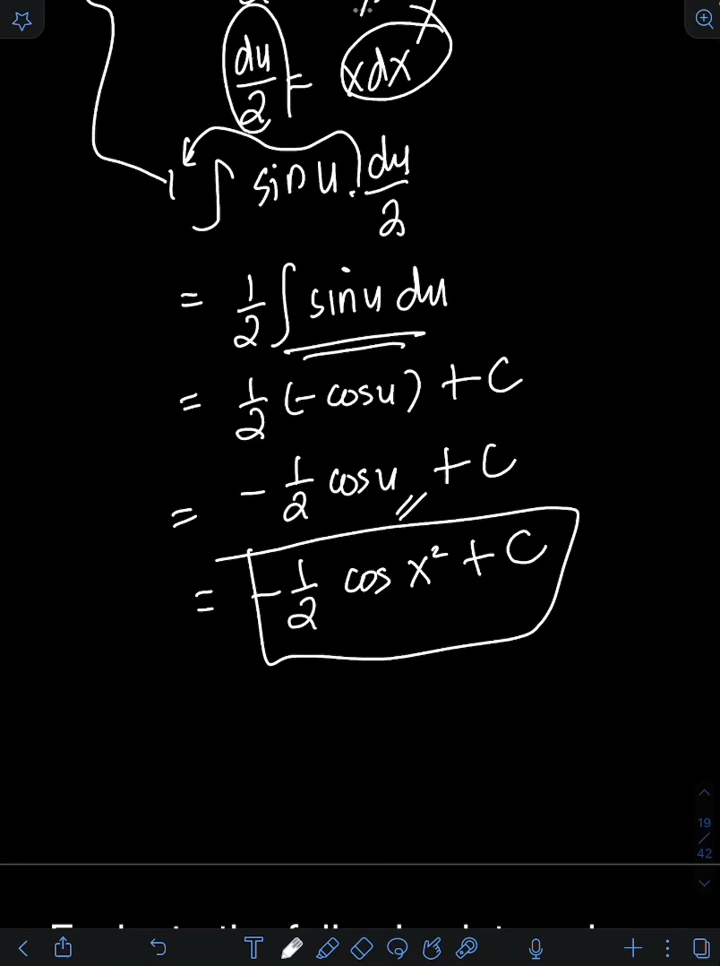 du/2 = xdx
∫ sin u · du/2
= 1/2 ∫ sin u du
= 1/2 (- cos u) + C
= - 1/2 cos u + C
= - 1/2 cos x² + C
19
/
42
T